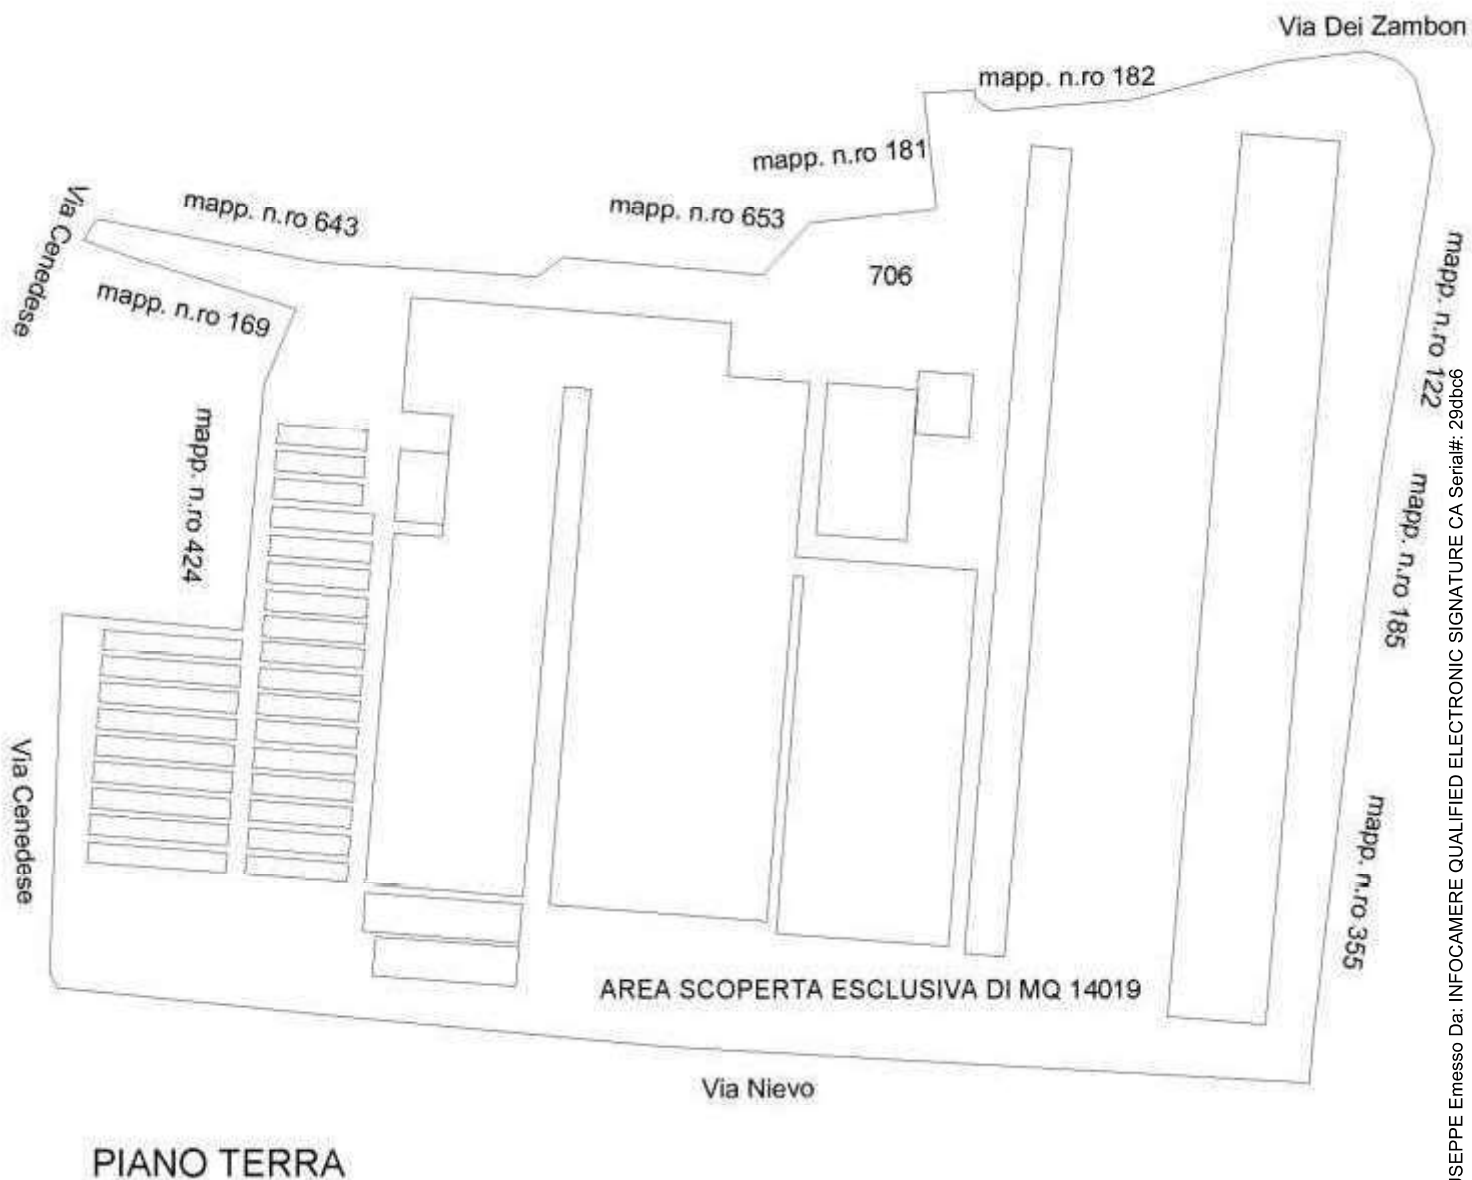 Via Dei Zambon
mapp. n.ro 182
mapp. n.ro 181
mapp. n.ro 643
mapp. n.ro 653
Via Cenedese
706
mapp. n.ro 169
mapp. n.ro 122
mapp. n.ro 424
mapp. n.ro 185
Via Cenedese
mapp. n.ro 355
AREA SCOPERTA ESCLUSIVA DI MQ 14019
Via Nievo
PIANO TERRA
ISEPPE Emesso Da: INFOCAMERE QUALIFIED ELECTRONIC SIGNATURE CA Serial#: 29dbc6